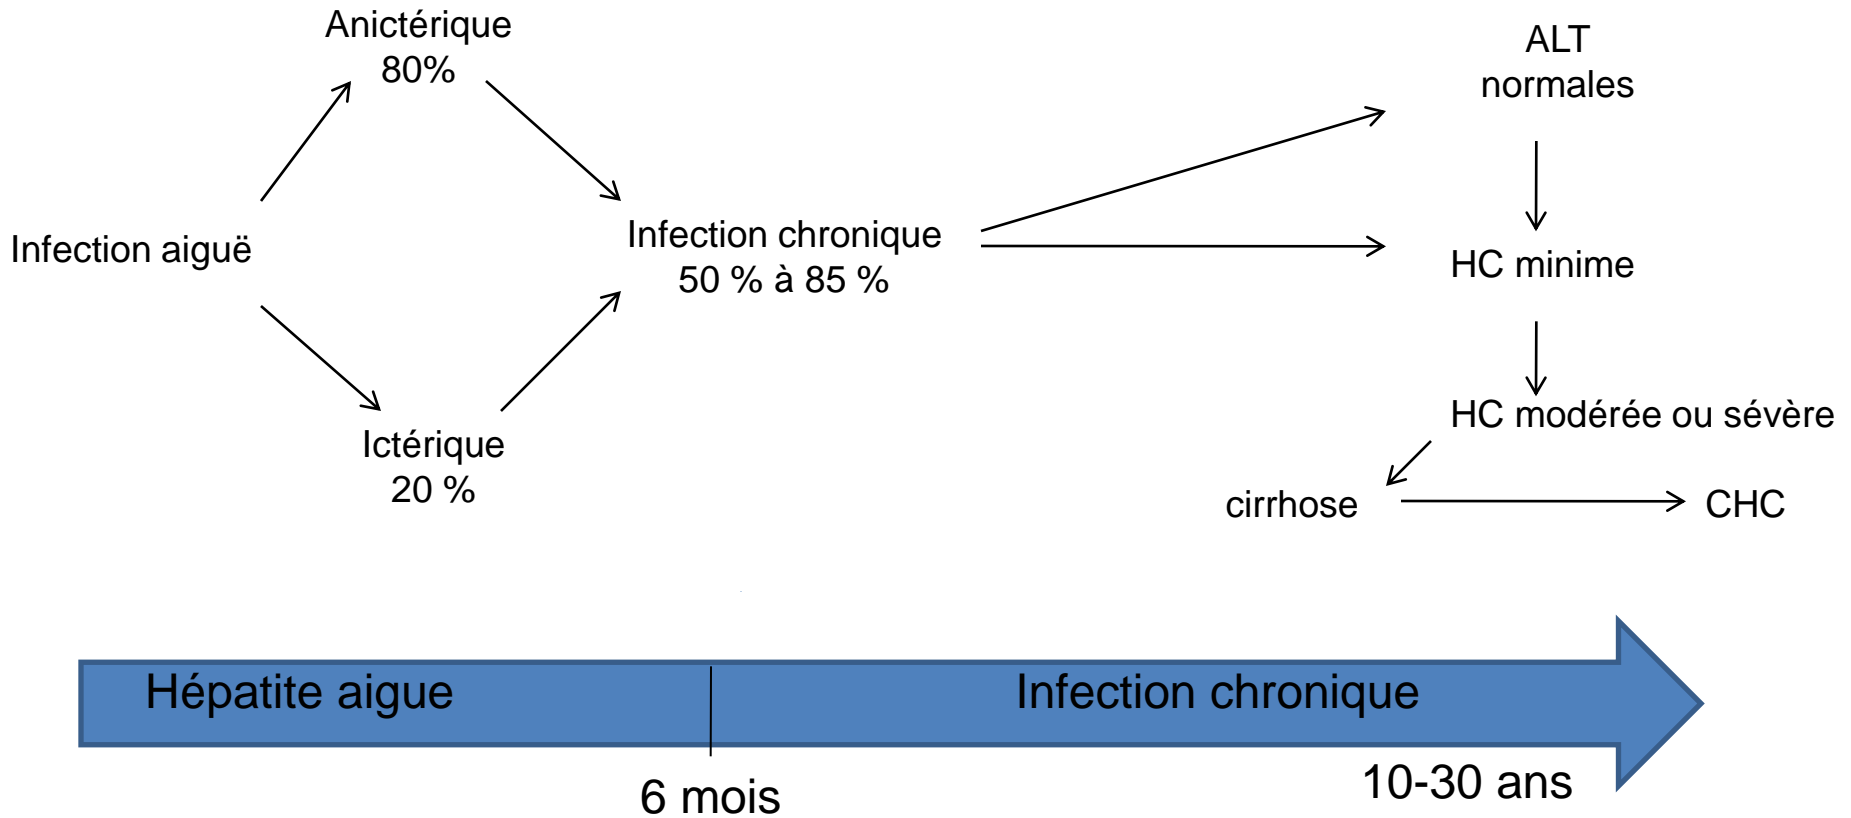 Anictérique
80%
Infection aiguë
Ictérique
20 %
Infection chronique
50 % à 85 %
ALT
normales
HC minime
HC modérée ou sévère
cirrhose
CHC
Hépatite aigue
Infection chronique
6 mois
10-30 ans